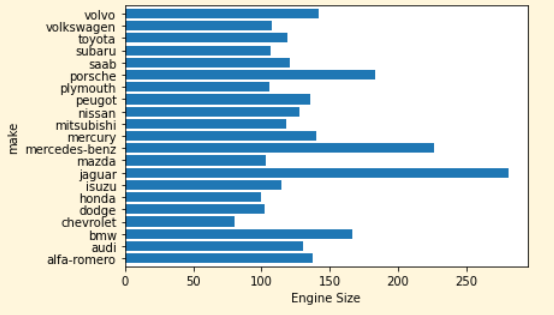 volvo
volkswagen
toyota
subaru
saab
porsche
plymouth
peugot
nissan
mitsubishi
mercury
mercedes-benz
mazda
jaguar
isuzu
honda
dodge
chevrolet
bmw
audi
alfa-romero
make
0 50 100 150 200 250
Engine Size